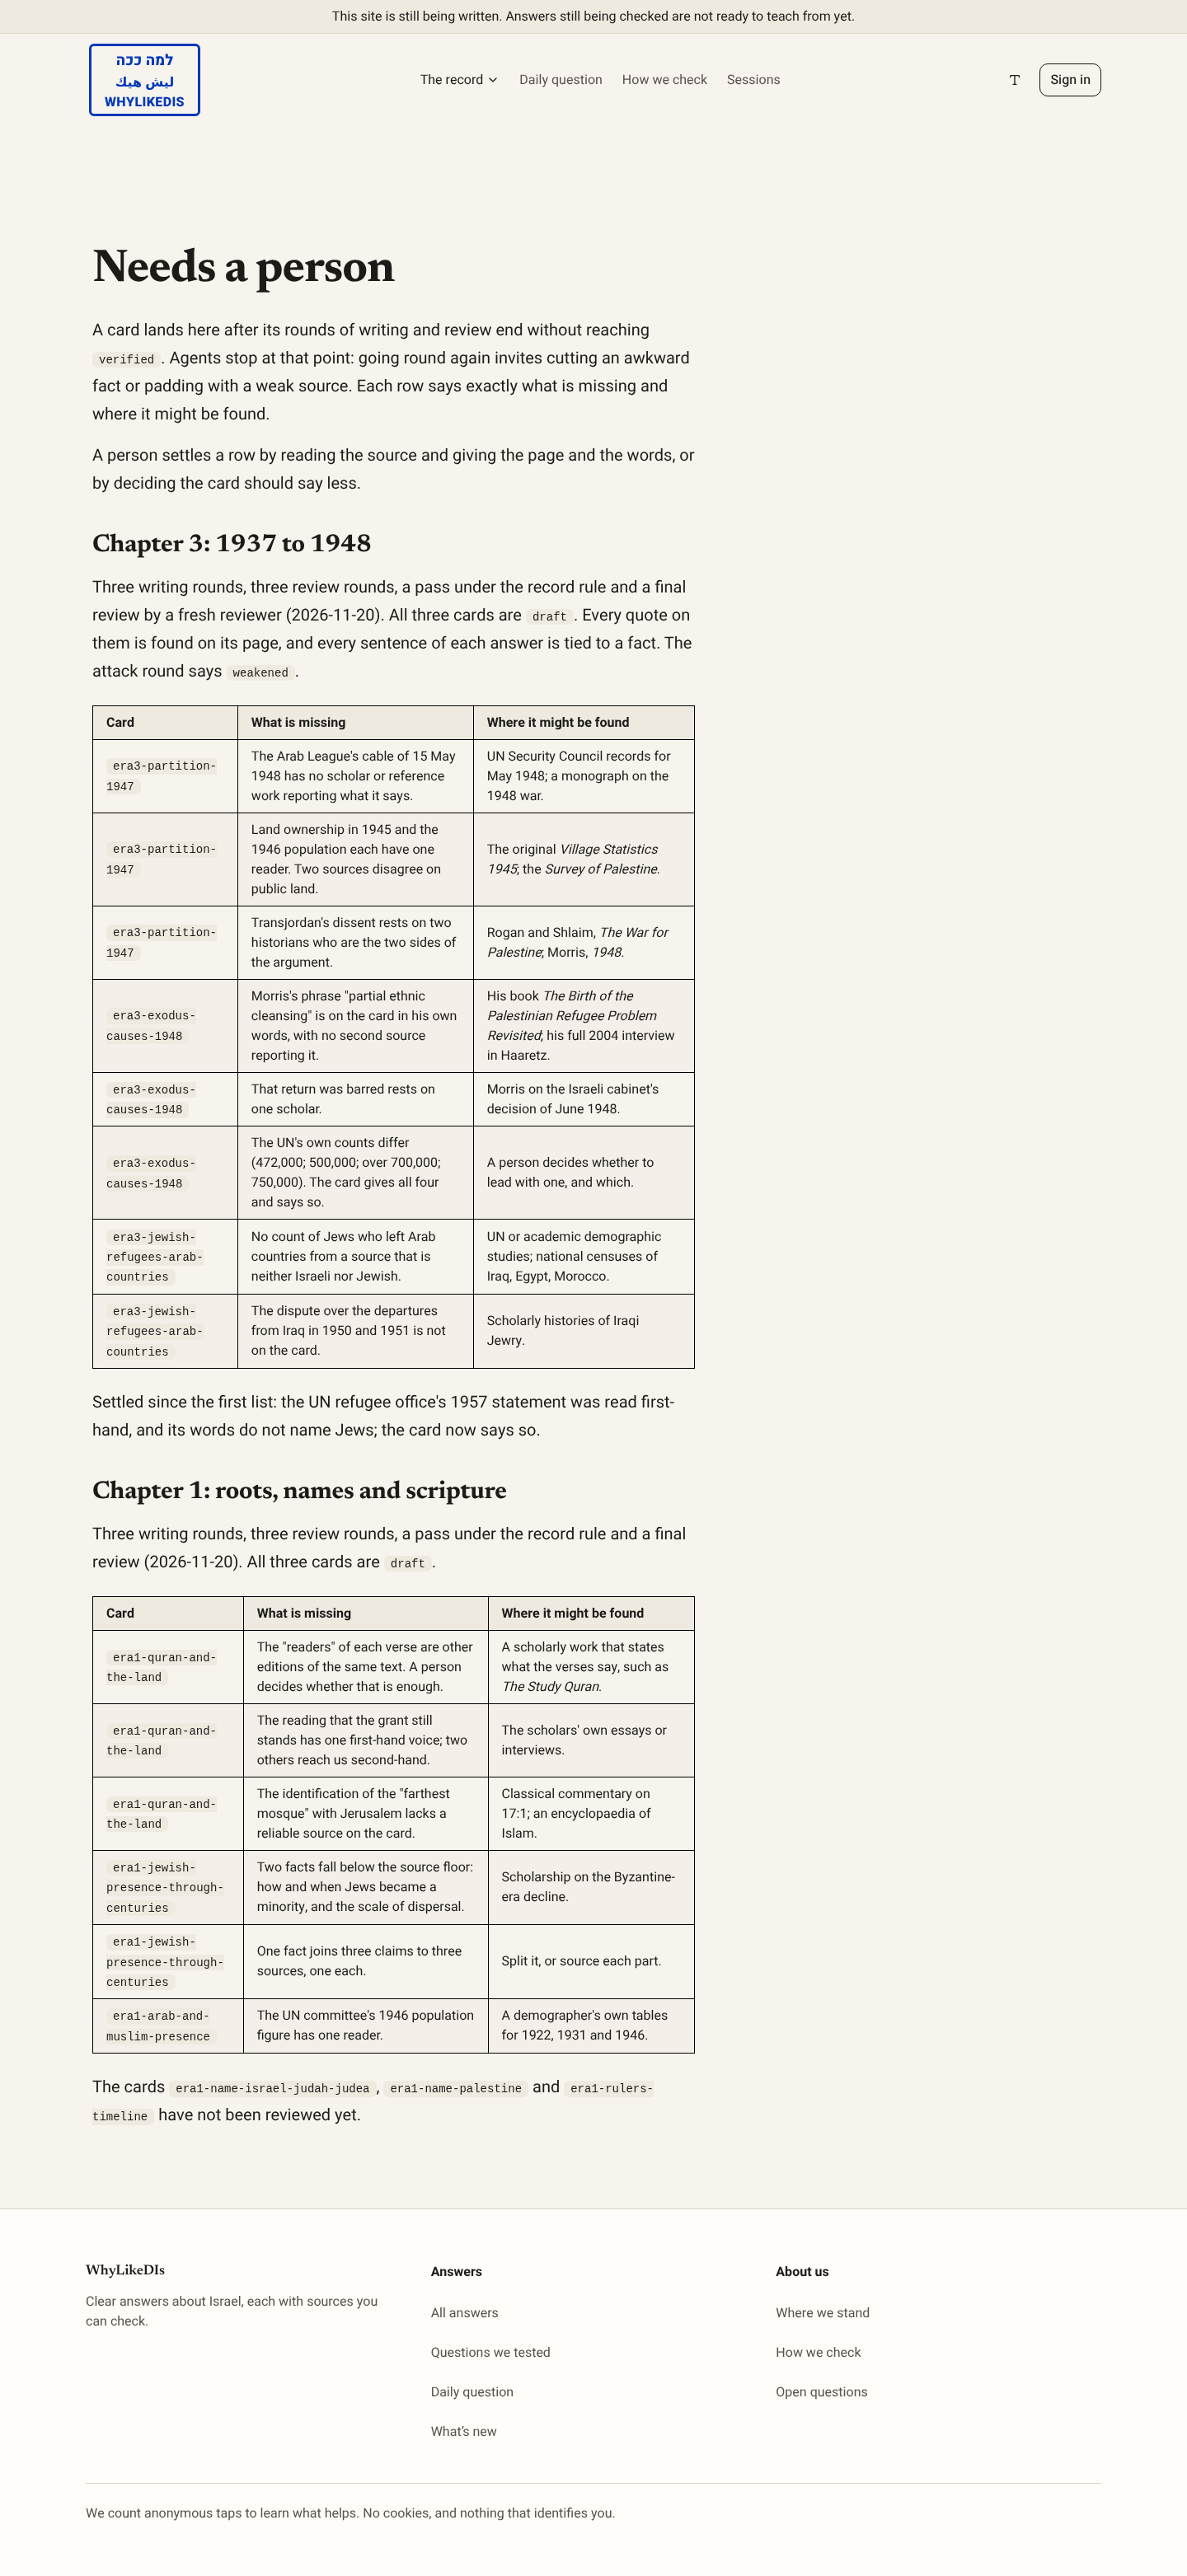 This site is still being written. Answers still being checked are not ready to teach from yet.
למה ככה
ليش هيك
WHYLIKEDIS
The record
Daily question
How we check
Sessions
T
Sign in
Needs a person
A card lands here after its rounds of writing and review end without reaching
verified. Agents stop at that point: going round again invites cutting an awkward
fact or padding with a weak source. Each row says exactly what is missing and
where it might be found.
A person settles a row by reading the source and giving the page and the words, or
by deciding the card should say less.
Chapter 3: 1937 to 1948
Three writing rounds, three review rounds, a pass under the record rule and a final
review by a fresh reviewer (2026-11-20). All three cards are draft. Every quote on
them is found on its page, and every sentence of each answer is tied to a fact. The
attack round says weakened.
Card
What is missing
Where it might be found
era3-partition-
1947
The Arab League's cable of 15 May
1948 has no scholar or reference
work reporting what it says.
UN Security Council records for
May 1948; a monograph on the
1948 war.
era3-partition-
1947
Land ownership in 1945 and the
1946 population each have one
reader. Two sources disagree on
public land.
The original Village Statistics
1945; the Survey of Palestine.
era3-partition-
1947
Transjordan's dissent rests on two
historians who are the two sides of
the argument.
Rogan and Shlaim, The War for
Palestine; Morris, 1948.
era3-exodus-
causes-1948
Morris's phrase "partial ethnic
cleansing" is on the card in his own
words, with no second source
reporting it.
His book The Birth of the
Palestinian Refugee Problem
Revisited; his full 2004 interview
in Haaretz.
era3-exodus-
causes-1948
That return was barred rests on
one scholar.
Morris on the Israeli cabinet's
decision of June 1948.
era3-exodus-
causes-1948
The UN's own counts differ
(472,000; 500,000; over 700,000;
750,000). The card gives all four
and says so.
A person decides whether to
lead with one, and which.
era3-jewish-
refugees-arab-
countries
No count of Jews who left Arab
countries from a source that is
neither Israeli nor Jewish.
UN or academic demographic
studies; national censuses of
Iraq, Egypt, Morocco.
era3-jewish-
refugees-arab-
countries
The dispute over the departures
from Iraq in 1950 and 1951 is not
on the card.
Scholarly histories of Iraqi
Jewry.
Settled since the first list: the UN refugee office's 1957 statement was read first-
hand, and its words do not name Jews; the card now says so.
Chapter 1: roots, names and scripture
Three writing rounds, three review rounds, a pass under the record rule and a final
review (2026-11-20). All three cards are draft.
Card
What is missing
Where it might be found
era1-quran-and-
the-land
The "readers" of each verse are other
editions of the same text. A person
decides whether that is enough.
A scholarly work that states
what the verses say, such as
The Study Quran.
era1-quran-and-
the-land
The reading that the grant still
stands has one first-hand voice; two
others reach us second-hand.
The scholars' own essays or
interviews.
era1-quran-and-
the-land
The identification of the "farthest
mosque" with Jerusalem lacks a
reliable source on the card.
Classical commentary on
17:1; an encyclopaedia of
Islam.
era1-jewish-
presence-through-
centuries
Two facts fall below the source floor:
how and when Jews became a
minority, and the scale of dispersal.
Scholarship on the Byzantine-
era decline.
era1-jewish-
presence-through-
centuries
One fact joins three claims to three
sources, one each.
Split it, or source each part.
era1-arab-and-
muslim-presence
The UN committee's 1946 population
figure has one reader.
A demographer's own tables
for 1922, 1931 and 1946.
The cards era1-name-israel-judah-judea, era1-name-palestine and era1-rulers-
timeline have not been reviewed yet.
WhyLikeDIs
Clear answers about Israel, each with sources you
can check.
Answers
All answers
Questions we tested
Daily question
What's new
About us
Where we stand
How we check
Open questions
We count anonymous taps to learn what helps. No cookies, and nothing that identifies you.